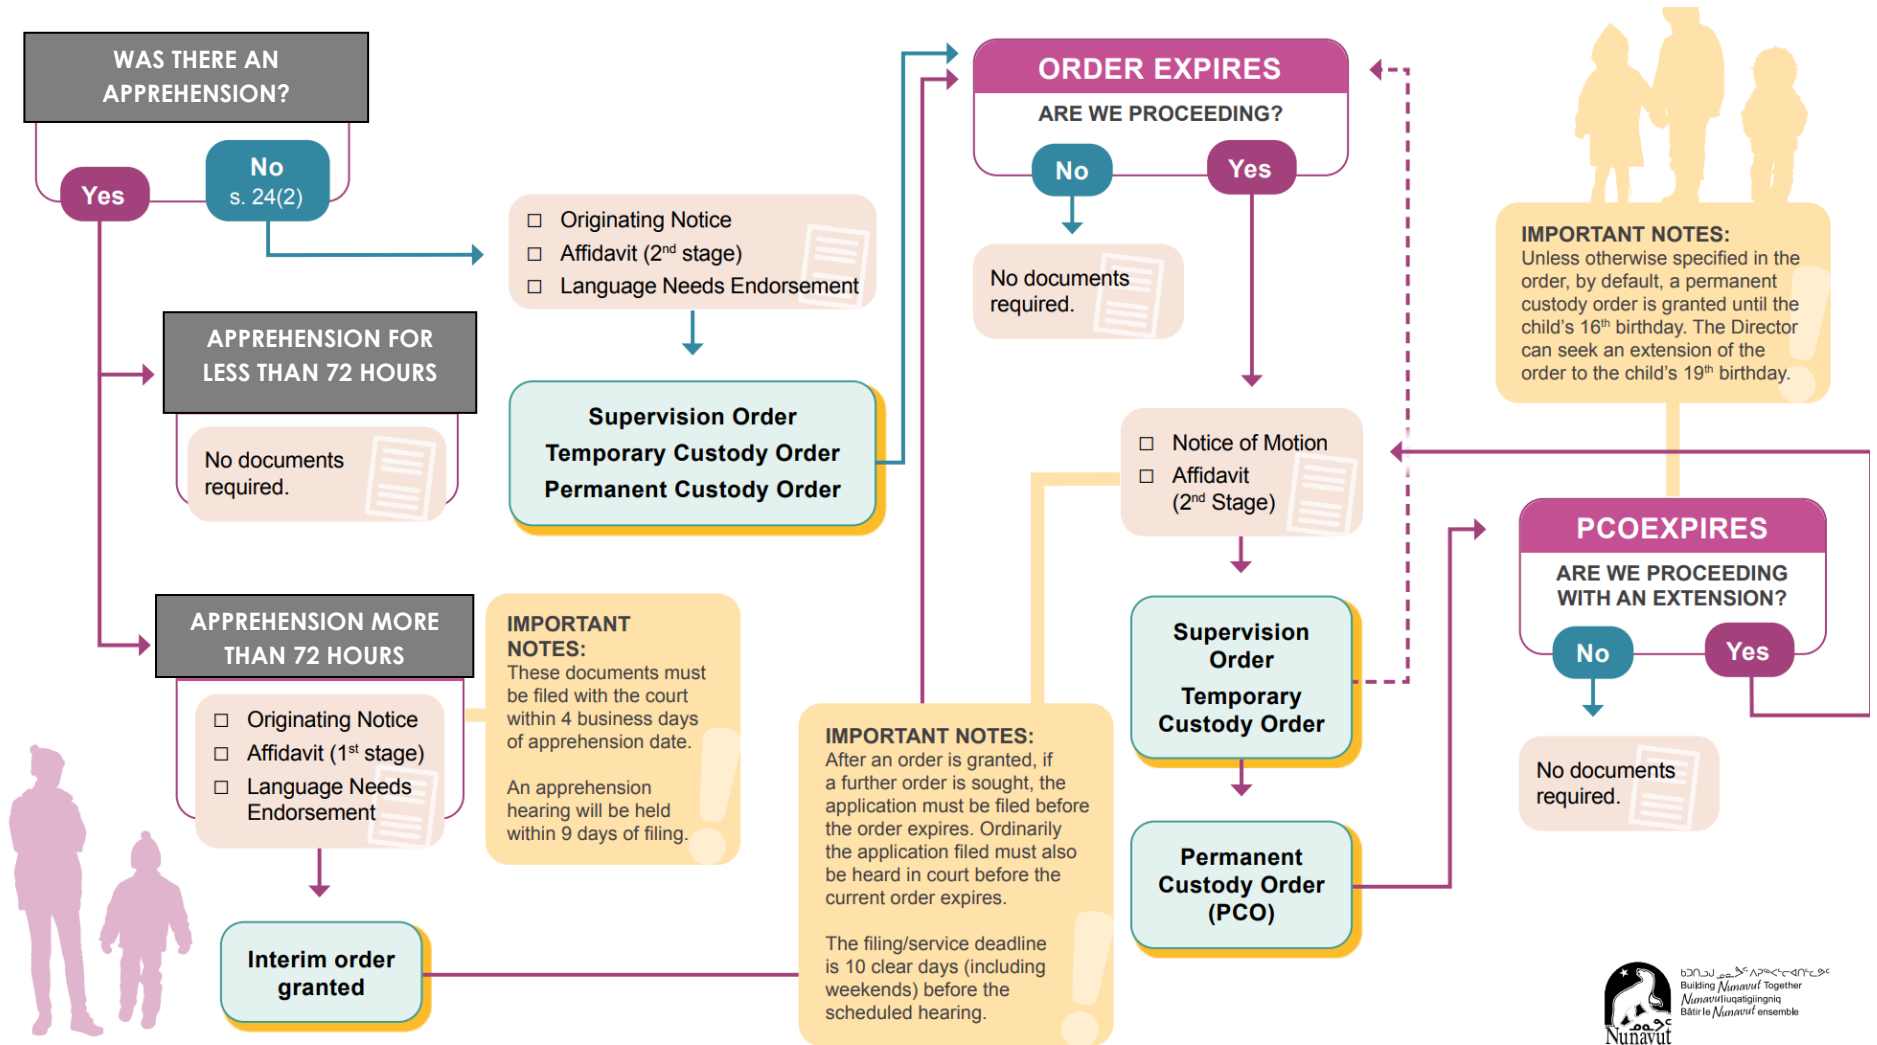 WAS THERE AN
APPREHENSION?
Yes
No
s. 24(2)
☐ Originating Notice
☐ Affidavit (2nd stage)
☐ Language Needs Endorsement
APPREHENSION FOR
LESS THAN 72 HOURS
No documents
required.
Supervision Order
Temporary Custody Order
Permanent Custody Order
APPREHENSION MORE
THAN 72 HOURS
☐ Originating Notice
☐ Affidavit (1st stage)
☐ Language Needs
Endorsement
IMPORTANT
NOTES:
These documents must
be filed with the court
within 4 business days
of apprehension date.
An apprehension
hearing will be held
within 9 days of filing.
Interim order
granted
ORDER EXPIRES
ARE WE PROCEEDING?
No
Yes
No documents
required.
☐ Notice of Motion
☐ Affidavit
(2nd Stage)
IMPORTANT NOTES:
After an order is granted, if
a further order is sought, the
application must be filed before
the order expires. Ordinarily
the application filed must also
be heard in court before the
current order expires.
The filing/service deadline
is 10 clear days (including
weekends) before the
scheduled hearing.
Supervision
Order
Temporary
Custody Order
Permanent
Custody Order
(PCO)
IMPORTANT NOTES:
Unless otherwise specified in the
order, by default, a permanent
custody order is granted until the
child's 16th birthday. The Director
can seek an extension of the
order to the child's 19th birthday.
PCOEXPIRES
ARE WE PROCEEDING
WITH AN EXTENSION?
No
Yes
No documents
required.
Building Nunavut Together
Nunavuliuqatigiingniq
Bâtir le Nunavut ensemble
ᓄᓇᕗᑦ
Nunavut